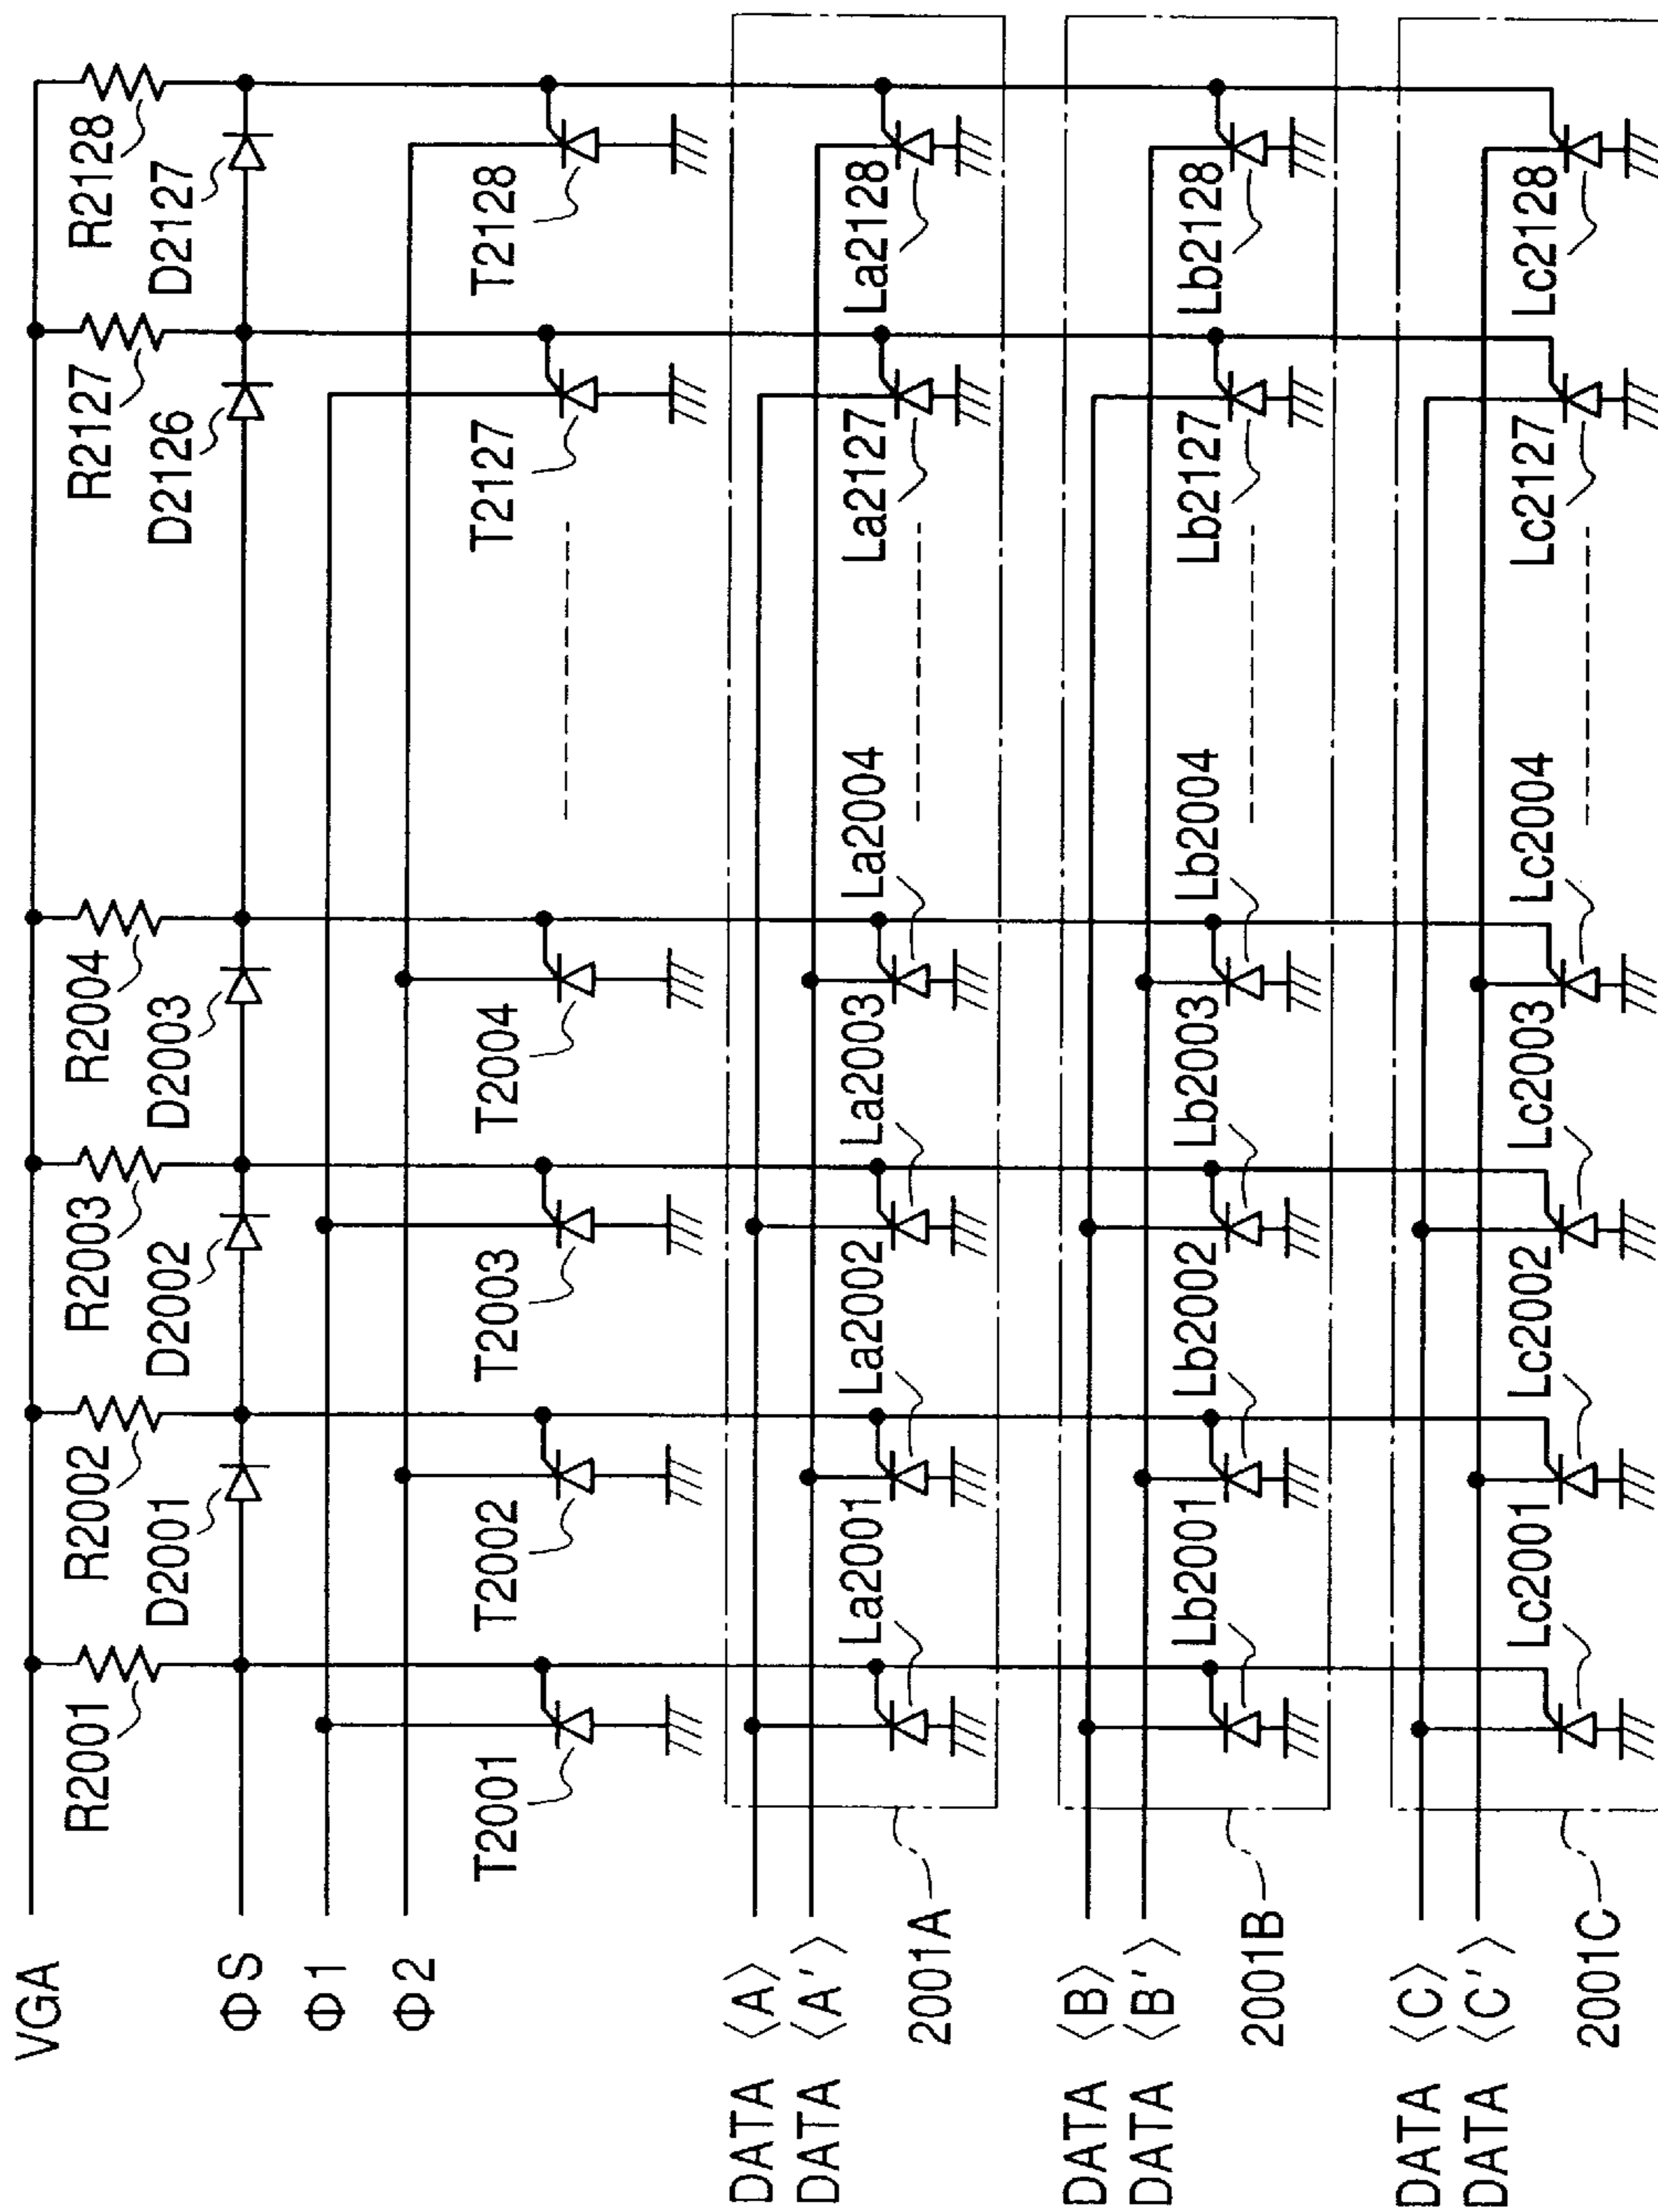 VGA
R2001
R2002
R2003
R2004
R2127
R2128
D2001
D2002
D2003
D2126
D2127
ΦS
Φ1
Φ2
T2001
T2002
T2003
T2004
T2127
T2128
DATA 〈A〉
DATA 〈A'〉
La2001
La2002
La2003
La2004
La2127
La2128
2001A
DATA 〈B〉
DATA 〈B'〉
Lb2001
Lb2002
Lb2003
Lb2004
Lb2127
Lb2128
2001B
DATA 〈C〉
DATA 〈C'〉
Lc2001
Lc2002
Lc2003
Lc2004
Lc2127
Lc2128
2001C